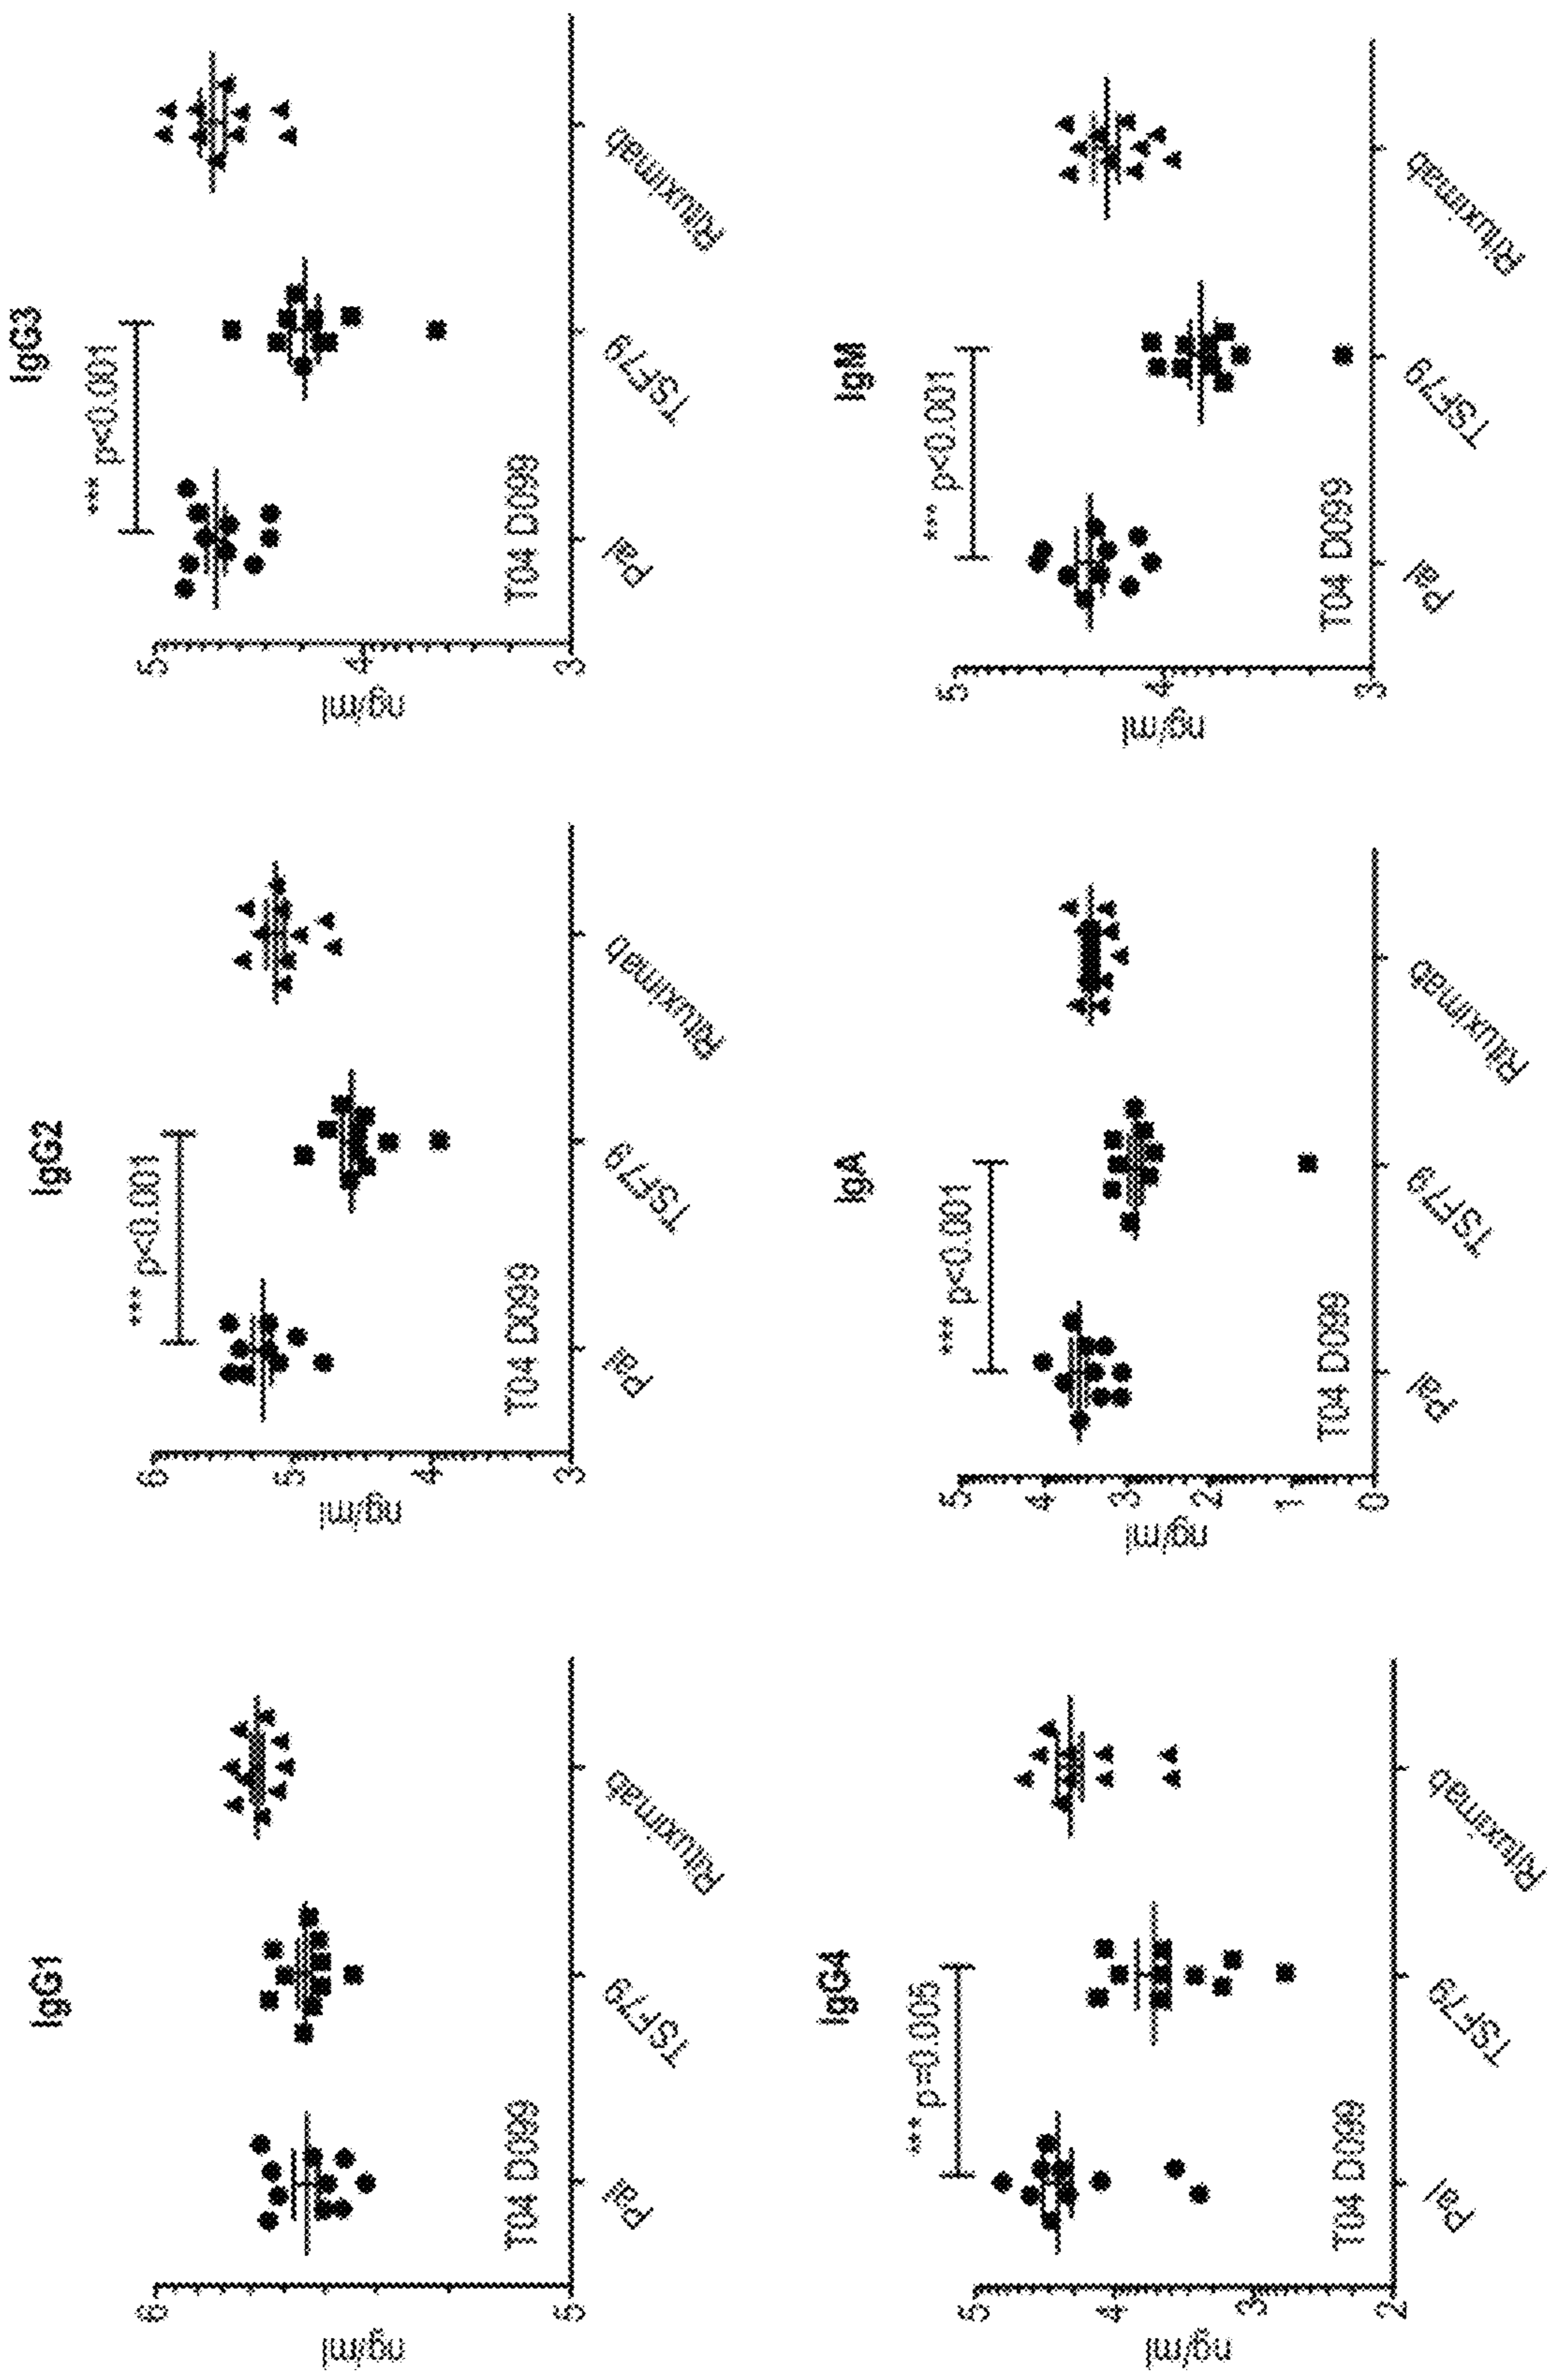 IgG1
6
5
ng/ml
T04 D099
Pal
TSF79
Rituximab
IgG2
*** p<0.001
6
5
4
3
ng/ml
T04 D099
Pal
TSF79
Rituximab
IgG3
*** p<0.001
5
4
3
ng/ml
T04 D099
Pal
TSF79
Rituximab
IgG4
*** p=0.005
5
4
3
2
ng/ml
T04 D099
Pal
TSF79
Rituximab
IgA
*** p<0.001
5
4
3
2
1
0
ng/ml
T04 D099
Pal
TSF79
Rituximab
IgM
*** p<0.001
5
4
3
ng/ml
T04 D099
Pal
TSF79
Rituximab